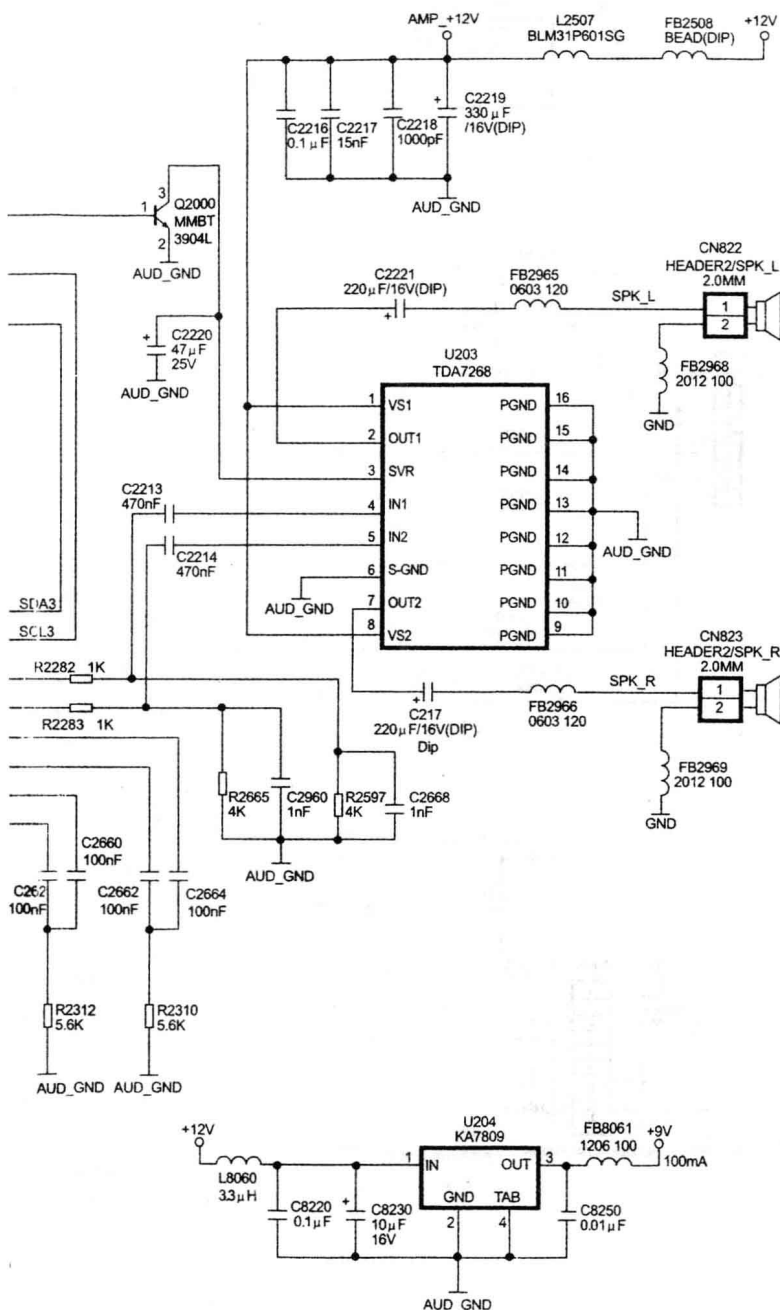 AMP_+12V
L2507
BLM31P601SG
FB2508
BEAD(DIP)
+12V
C2216
0.1μF
C2217
15nF
C2218
1000pF
+
C2219
330μF
/16V(DIP)
AUD_GND
3
1
2
Q2000
MMBT
3904L
AUD_GND
+
C2220
47μF
25V
AUD_GND
C2221
220μF/16V(DIP)
+
FB2965
0603 120
SPK_L
CN822
HEADER2/SPK_L
2.0MM
1
2
FB2968
2012 100
GND
U203
TDA7268
1 VS1 PGND 16
2 OUT1 PGND 15
3 SVR PGND 14
4 IN1 PGND 13
5 IN2 PGND 12
6 S-GND PGND 11
7 OUT2 PGND 10
8 VS2 PGND 9
AUD_GND
C2213
470nF
C2214
470nF
AUD_GND
SDA3
SCL3
R2282 1K
R2283 1K
+
C217
220μF/16V(DIP)
Dip
FB2966
0603 120
SPK_R
CN823
HEADER2/SPK_R
2.0MM
1
2
FB2969
2012 100
GND
R2665
4K
C2960
1nF
R2597
4K
C2668
1nF
AUD_GND
C2660
100nF
C262
100nF
C2662
100nF
C2664
100nF
R2312
5.6K
R2310
5.6K
AUD_GND
AUD_GND
+12V
L8060
3.3μH
C8220
0.1μF
+
C8230
10μF
16V
U204
KA7809
1 IN OUT 3
GND TAB
2 4
FB8061
1206 100
+9V
100mA
C8250
0.01μF
AUD_GND